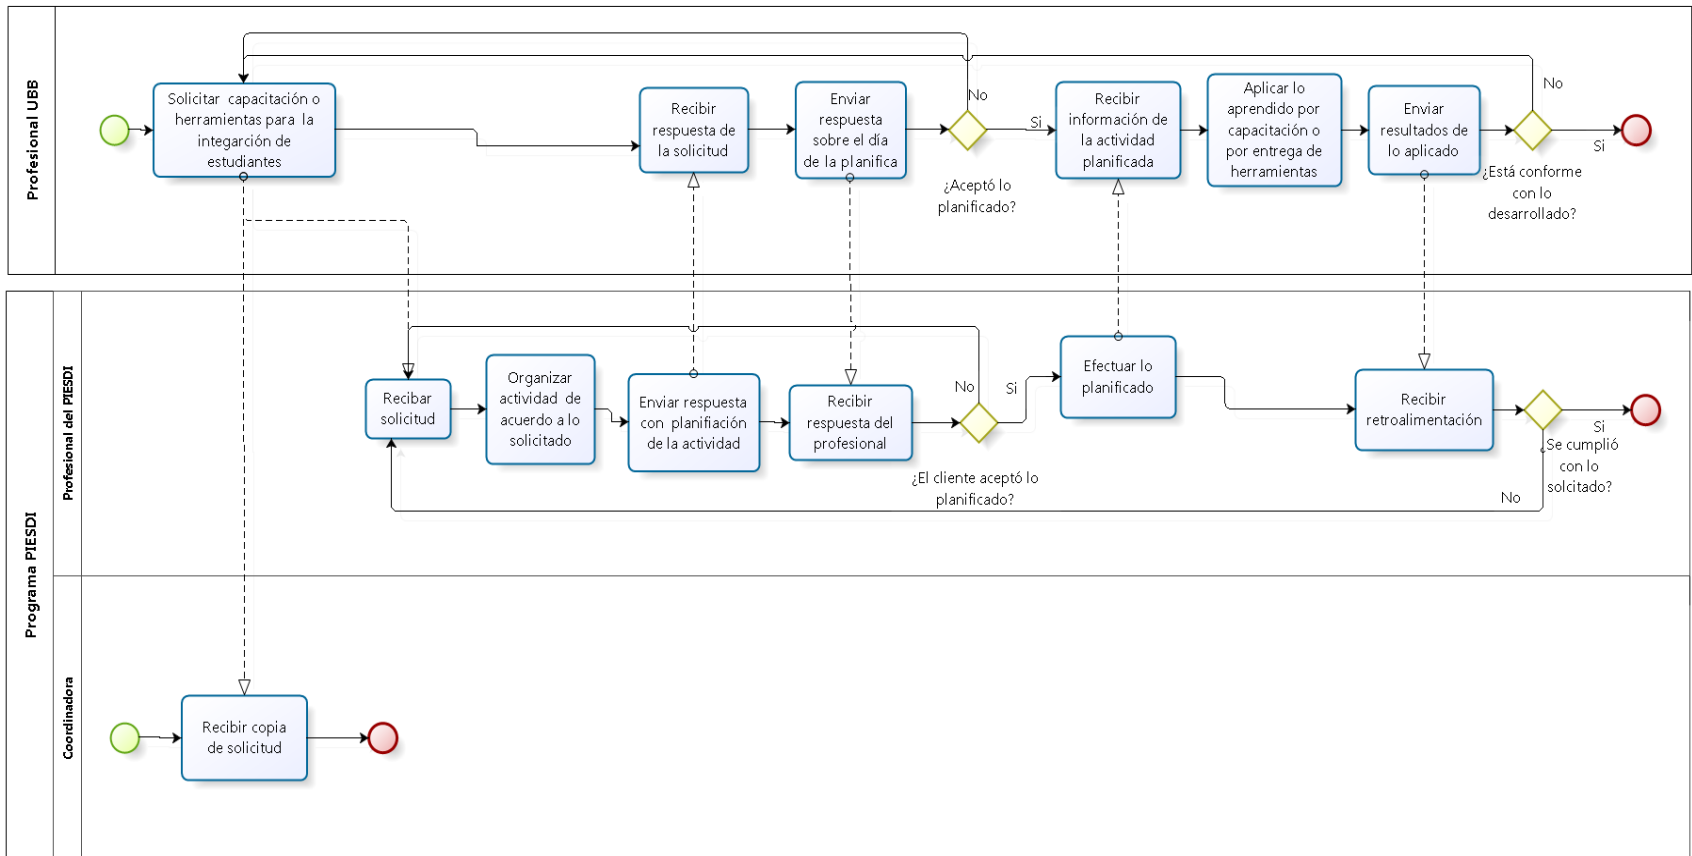 Profesional UBB
Solicitar capacitación o
herramientas para la
integarción de
estudiantes
Recibir
respuesta de
la solicitud
Enviar
respuesta
sobre el día
de la planifica
No
Si
¿Aceptó lo
planificado?
Recibir
información de
la actividad
planificada
Aplicar lo
aprendido por
capacitación o
por entrega de
herramientas
Enviar
resultados de
lo aplicado
No
Si
¿Está conforme
con lo
desarrollado?
Programa PIESDI
Profesional del PIESDI
Recibar
solicitud
Organizar
actividad de
acuerdo a lo
solicitado
Enviar respuesta
con planifiación
de la actividad
Recibir
respuesta del
profesional
No
Si
¿El cliente aceptó lo
planificado?
Efectuar lo
planificado
Recibir
retroalimentación
Si
¿Se cumplió
con lo
solcitado?
No
Coordinadora
Recibir copia
de solicitud